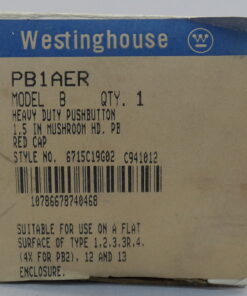 Westinghouse
PB1AER
MODEL B QTY. 1
HEAVY DUTY PUSHBUTTON
1.5 IN MUSHROOM HD. PB
RED CAP
STYLE NO. 6715C19G02 C941012
10786678740468
SUITABLE FOR USE ON A FLAT
SURFACE OF TYPE 1,2,3,3R,4,
(4X FOR PB2), 12 AND 13
ENCLOSURE.